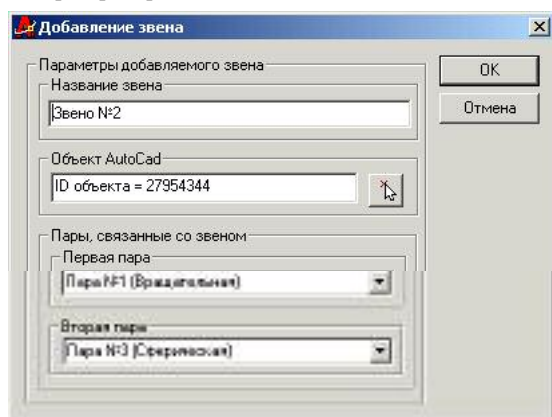 Добавление звена
Параметры добавляемого звена
Название звена
Звено №2
Объект AutoCad
ID объекта = 27954344
Пары, связанные со звеном
Первая пара
Пара №1 (Вращательная)
Вторая пара
Пара №3 (Сферическая)
OK
Отмена